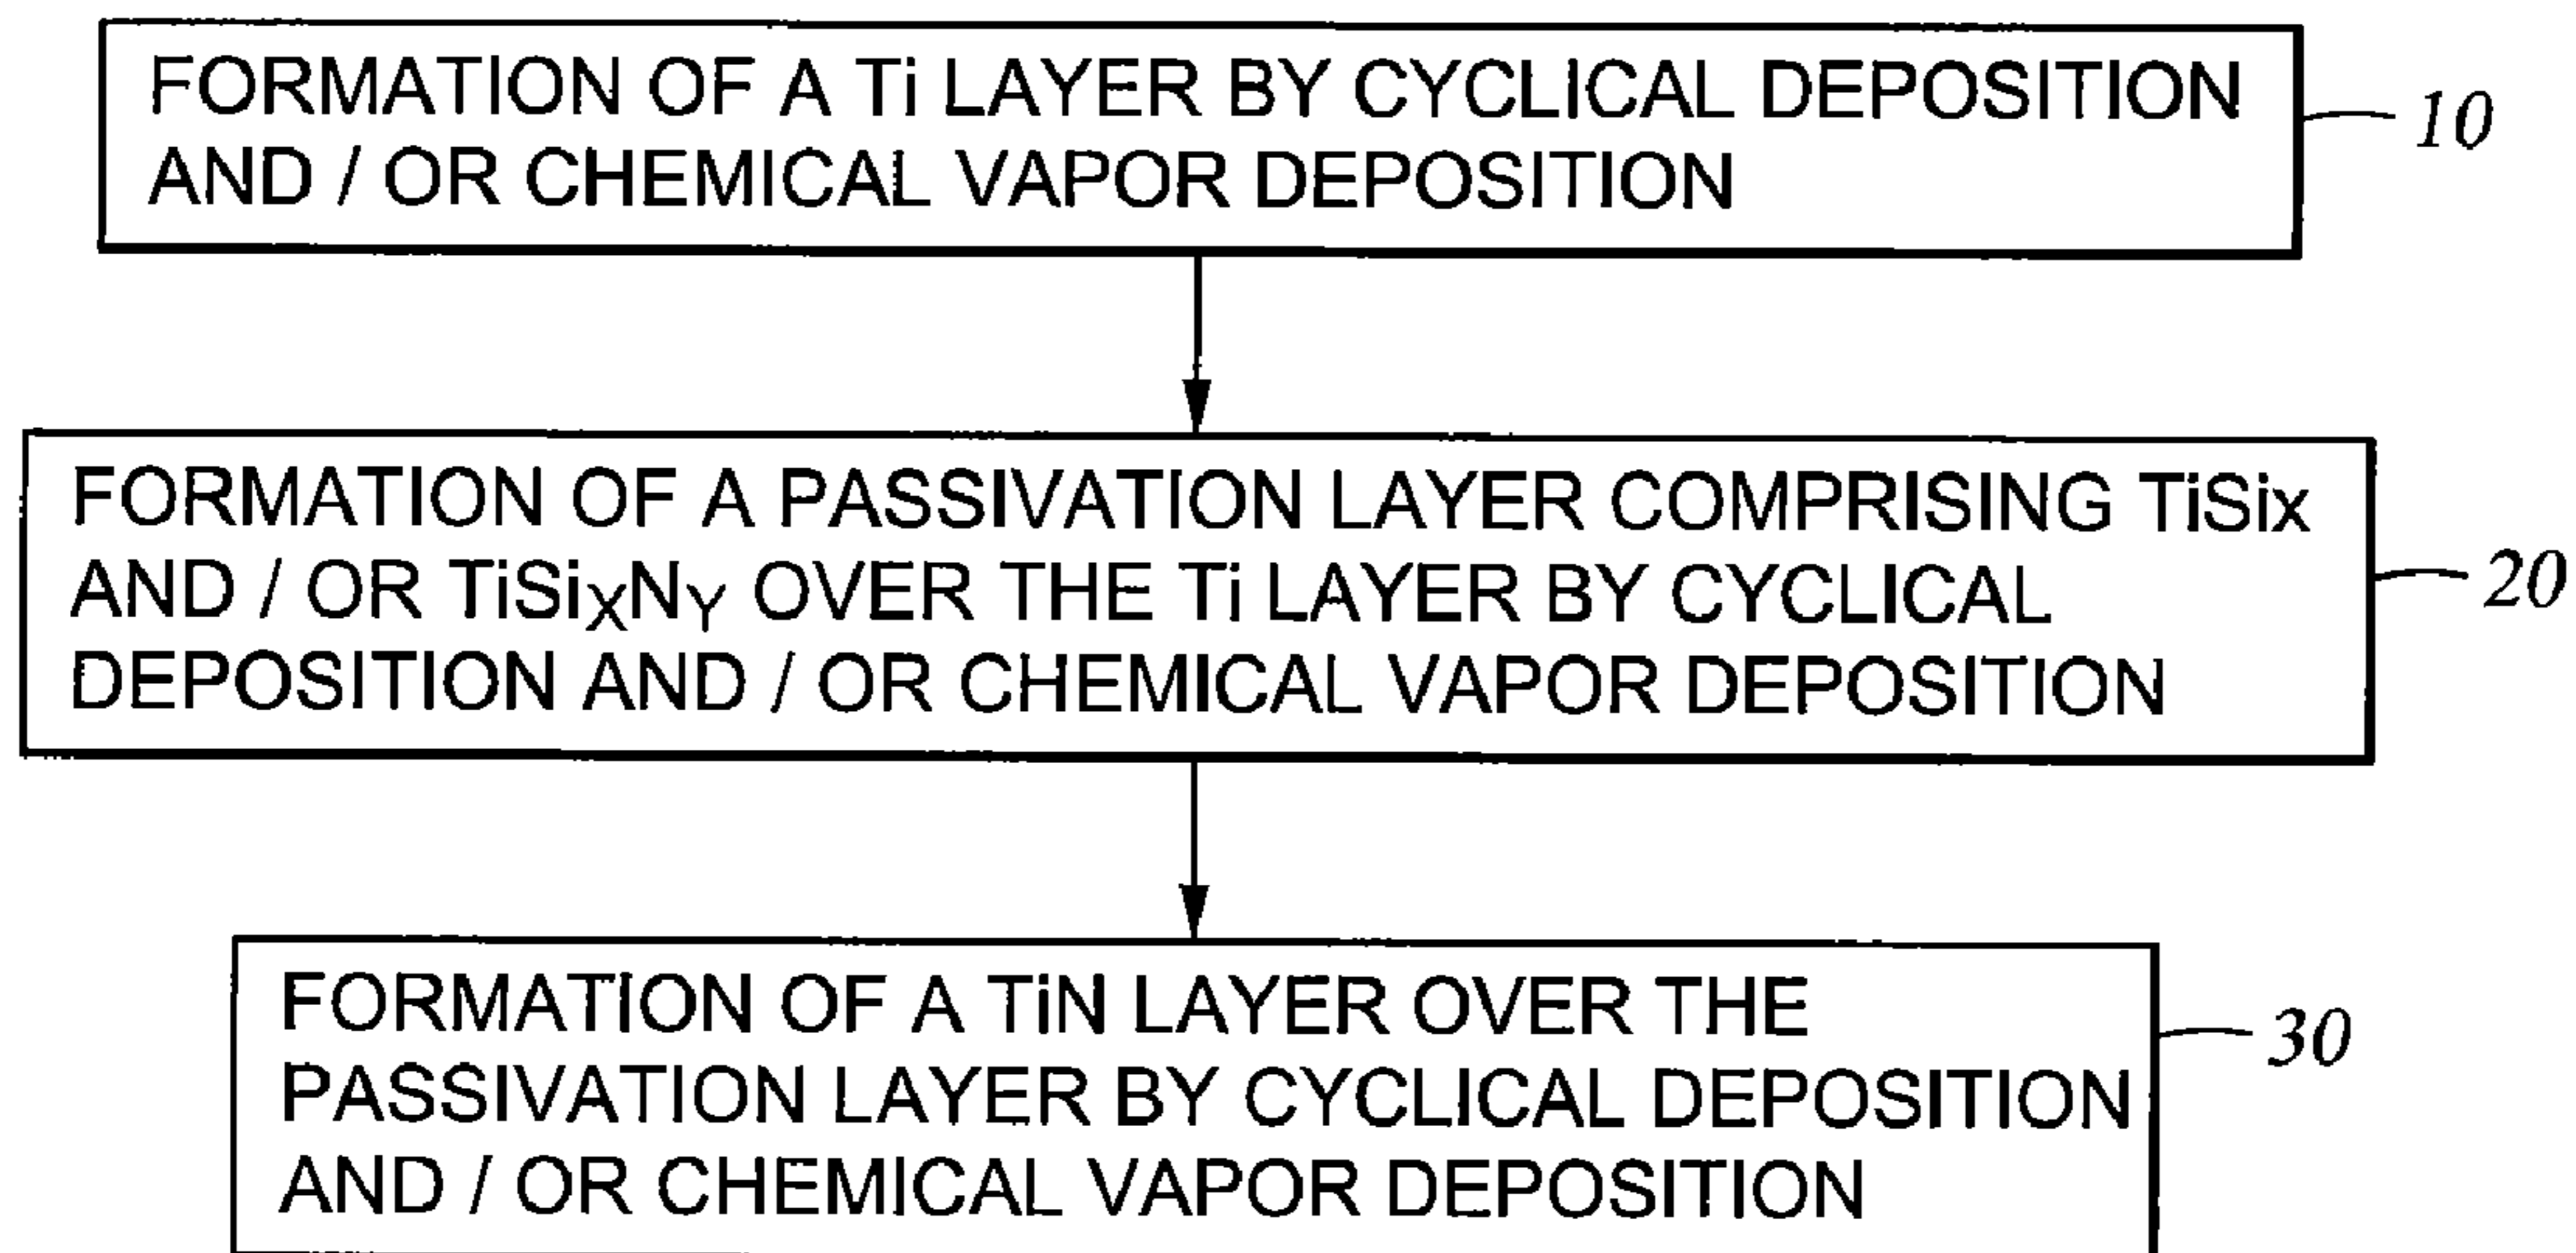 FORMATION OF A Ti LAYER BY CYCLICAL DEPOSITION
AND / OR CHEMICAL VAPOR DEPOSITION
10
FORMATION OF A PASSIVATION LAYER COMPRISING TiSix
AND / OR TiSiXNY OVER THE Ti LAYER BY CYCLICAL
DEPOSITION AND / OR CHEMICAL VAPOR DEPOSITION
20
FORMATION OF A TiN LAYER OVER THE
PASSIVATION LAYER BY CYCLICAL DEPOSITION
AND / OR CHEMICAL VAPOR DEPOSITION
30